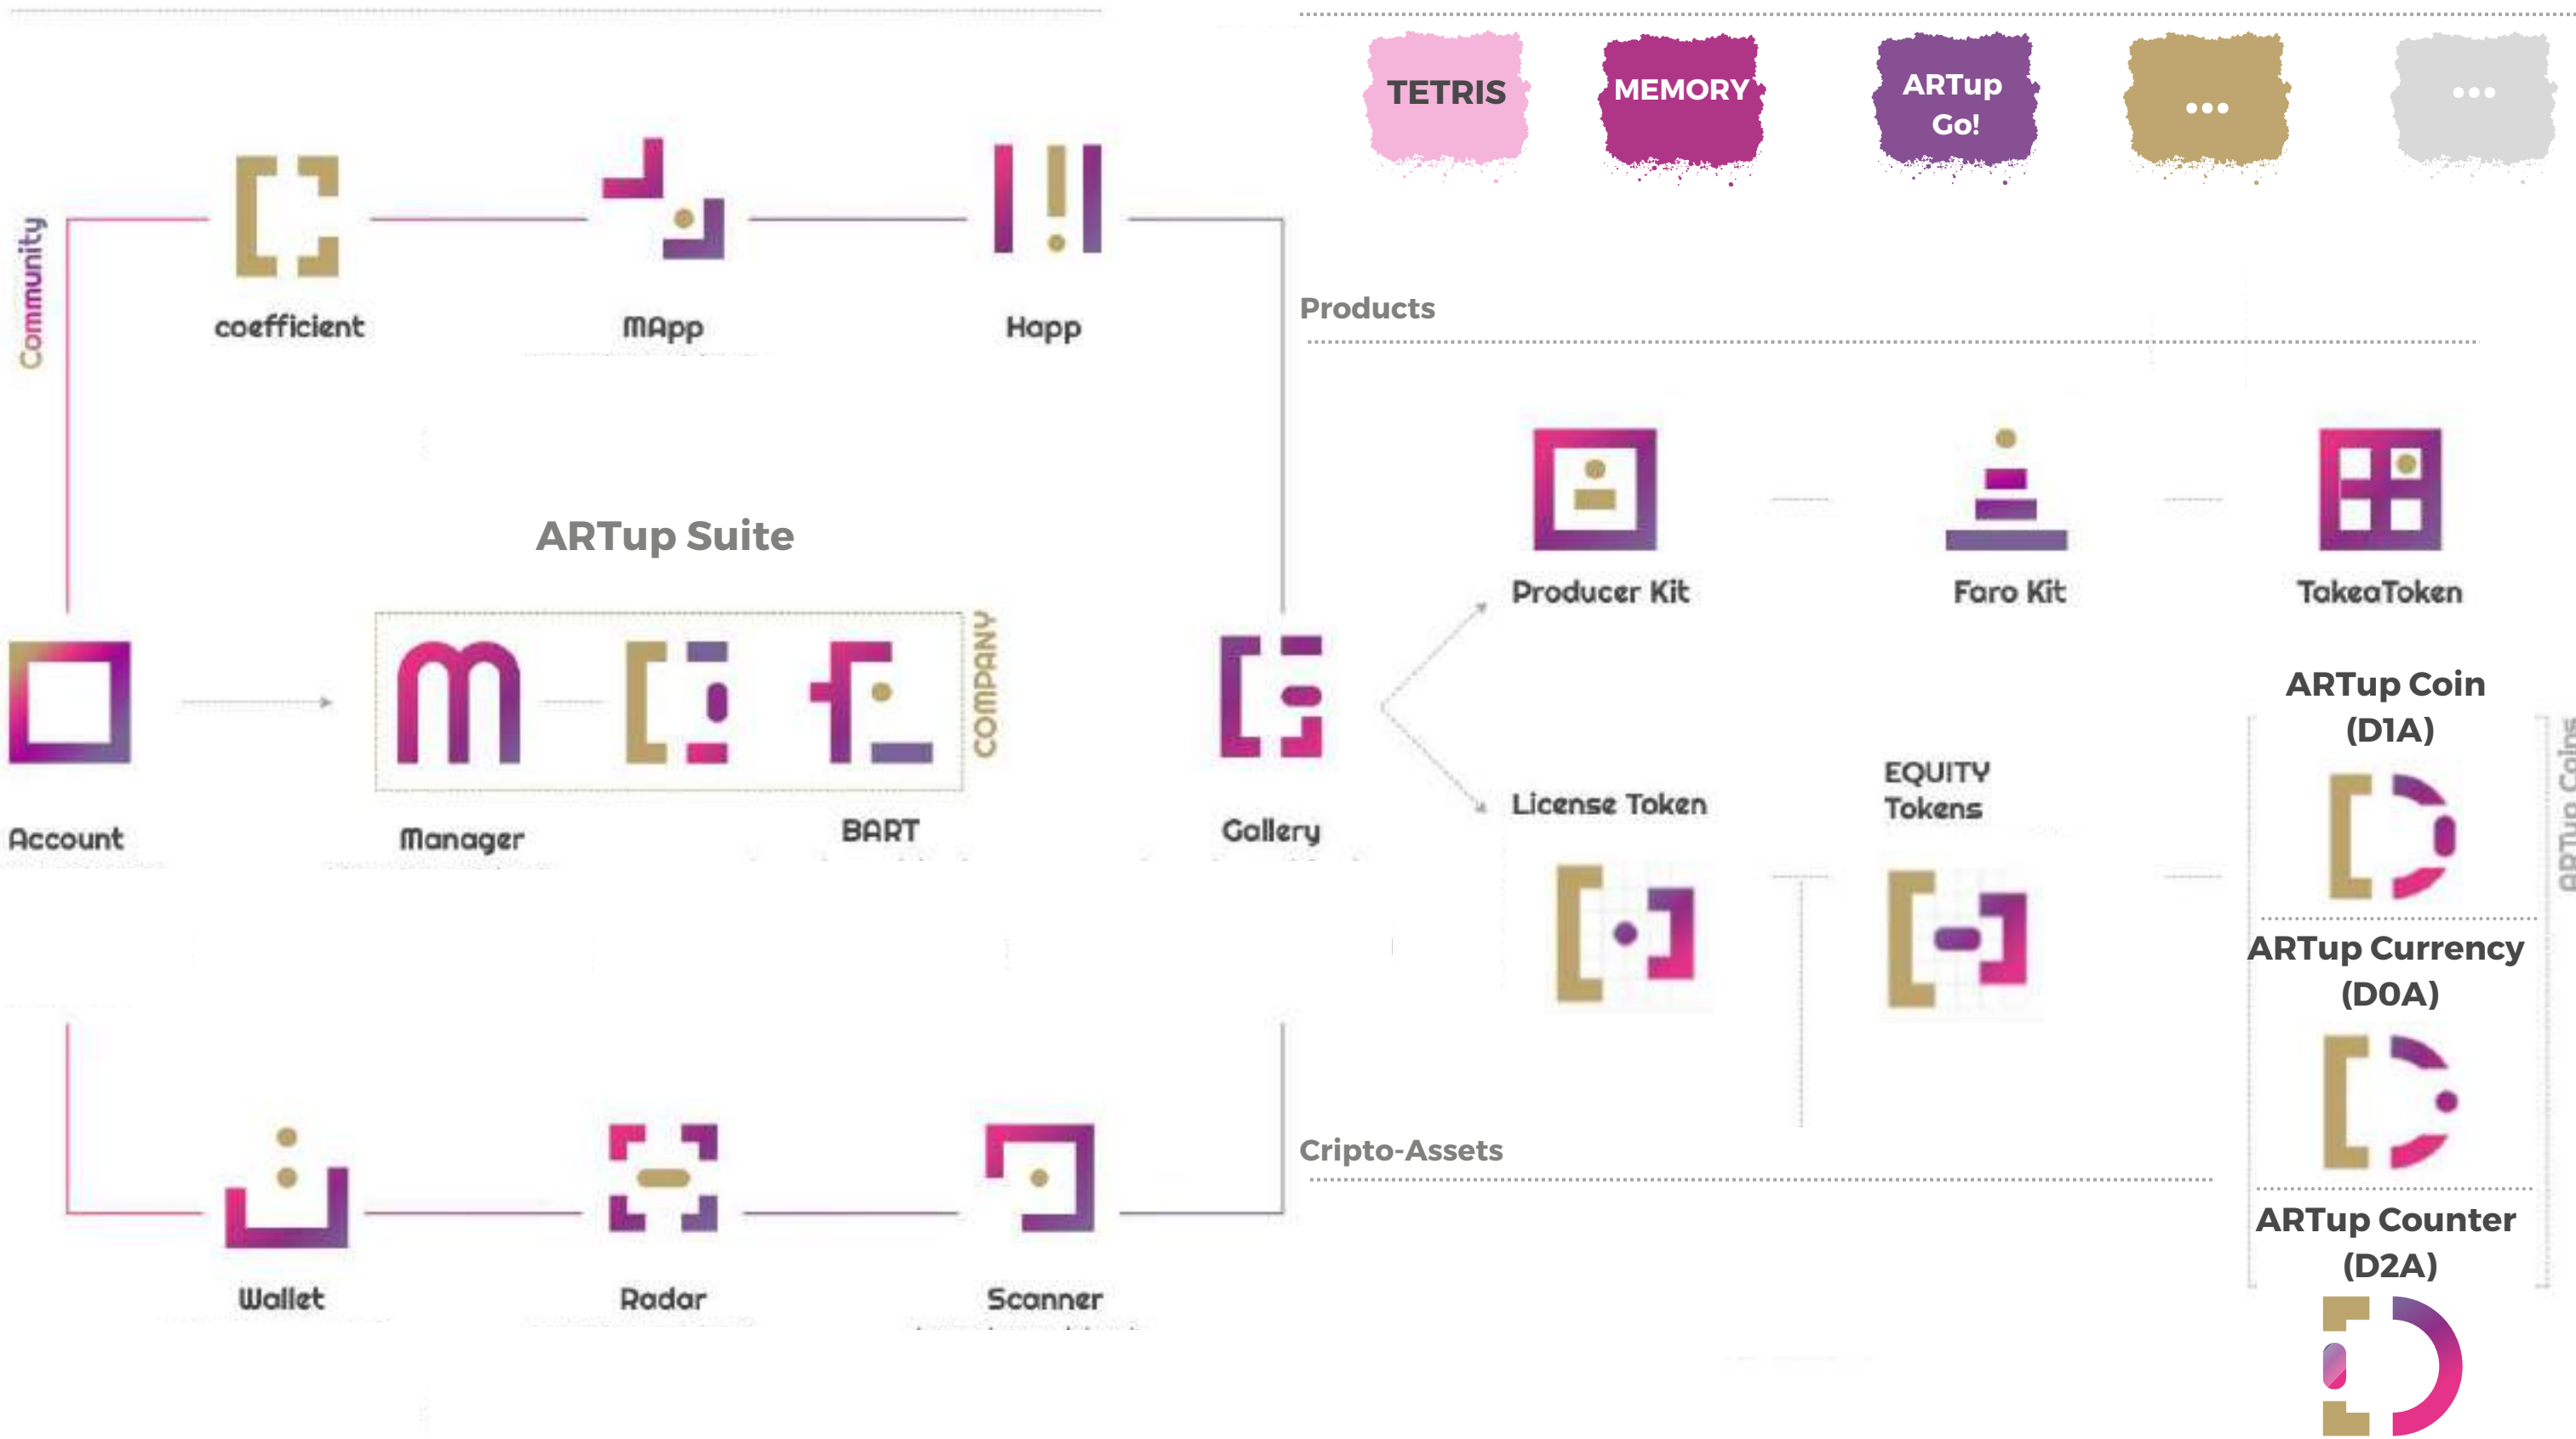 TETRIS
MEMORY
ARTup
Go!
...
...
Community
coefficient
MApp
Happ
Products
ARTup Suite
Producer Kit
Faro Kit
TakeaToken
COMPANY
Account
Manager
BART
Gallery
License Token
EQUITY
Tokens
ARTup Coin
(D1A)
ARTup Coins
ARTup Currency
(D0A)
Cripto-Assets
ARTup Counter
(D2A)
Wallet
Radar
Scanner